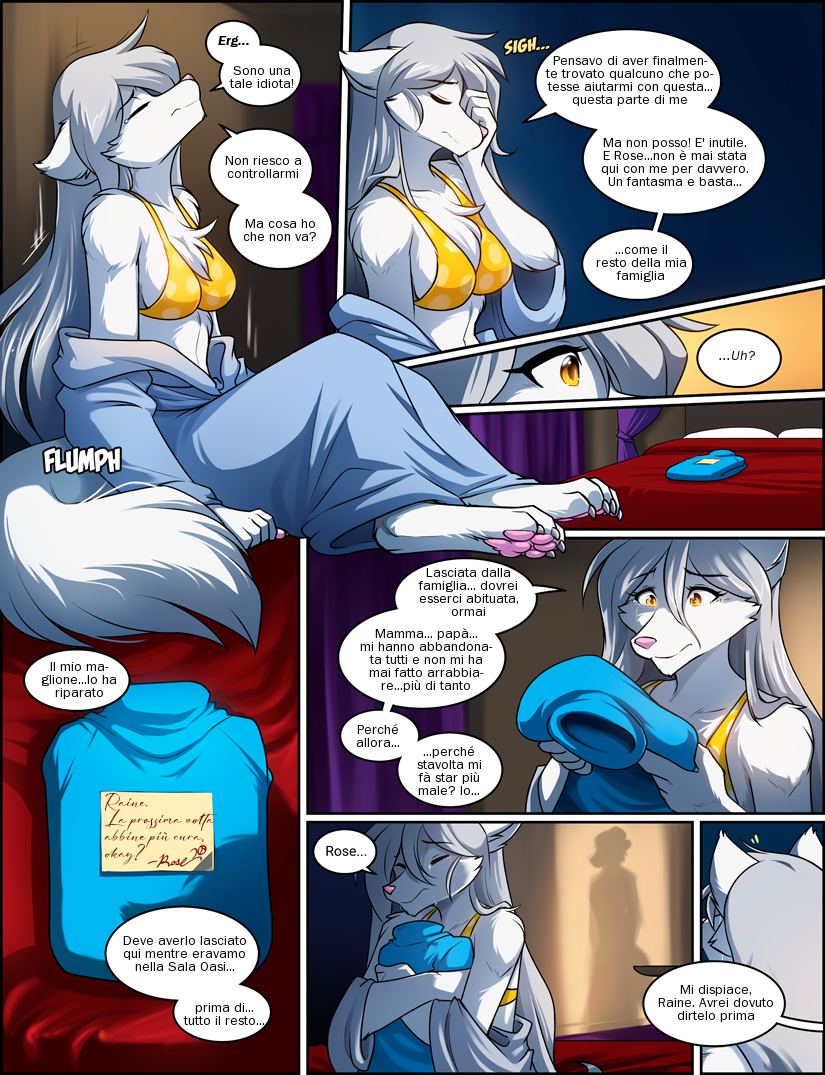 Erg...
Sono una
tale idiota!
Non riesco a
controllarmi
Ma cosa ho
che non va?
SIGH...
Pensavo di aver finalmen-
te trovato qualcuno che po-
tesse aiutarmi con questa...
questa parte di me
Ma non posso! E' inutile.
E Rose...non è mai stata
qui con me per davvero.
Un fantasma e basta...
...come il
resto della mia
famiglia
...Uh?
FLUMPH
Il mio ma-
glione...lo ha
riparato
Raine.
La prossima volta
abbine più cura,
okay?
-Rose
Deve averlo lasciato
qui mentre eravamo
nella Sala Oasi...
prima di...
tutto il resto...
Lasciata dalla
famiglia... dovrei
esserci abituata,
ormai
Mamma... papà...
mi hanno abbandona-
ta tutti e non mi ha
mai fatto arrabbia-
re...più di tanto
Perché
allora...
...perché
stavolta mi
fà star più
male? Io...
Rose...
Mi dispiace,
Raine. Avrei dovuto
dirtelo prima